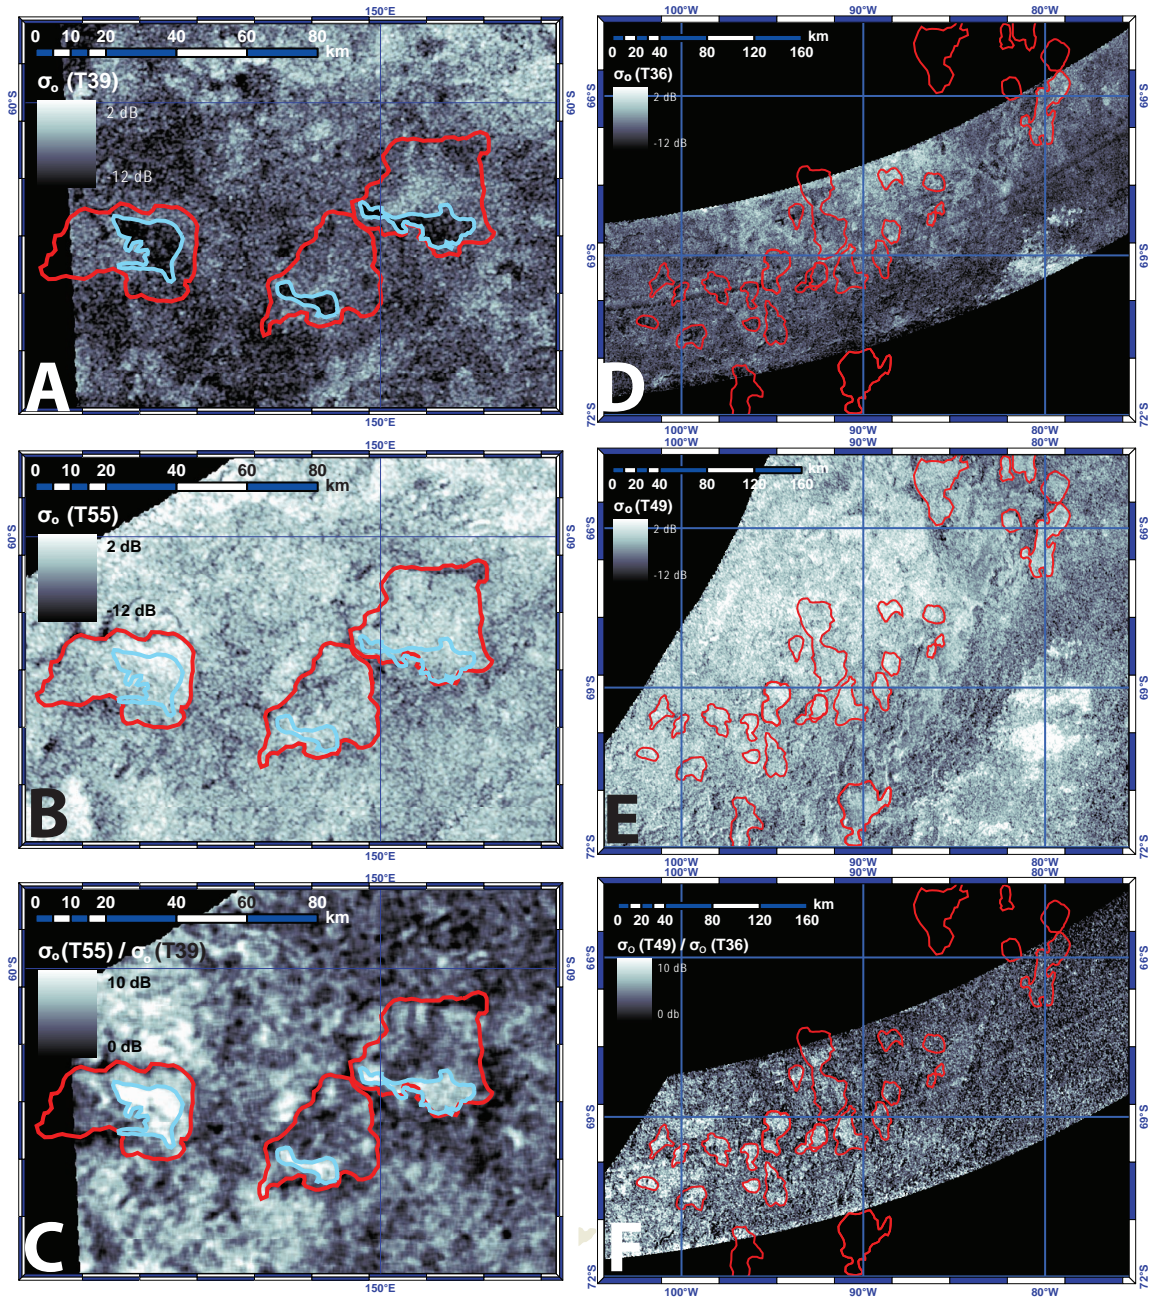 150°E
0 10 20 40 60 80
km
σₒ (T39)
2 dB
-12 dB
60°S
60°S
A
150°E
100°W 90°W 80°W
0 20 40 80 120 160
km
σₒ (T36)
2 dB
-12 dB
66°S
66°S
69°S
69°S
72°S
72°S
D
100°W 90°W 80°W
150°E
0 10 20 40 60 80
km
σₒ (T55)
2 dB
-12 dB
60°S
60°S
B
150°E
100°W 90°W 80°W
0 20 40 80 120 160
km
σₒ (T49)
2 dB
-12 dB
66°S
66°S
69°S
69°S
72°S
72°S
E
100°W 90°W 80°W
150°E
0 10 20 40 60 80
km
σₒ(T55) / σₒ (T39)
10 dB
0 dB
60°S
60°S
C
150°E
100°W 90°W 80°W
0 20 40 80 120 160
km
σₒ (T49) / σₒ (T36)
10 dB
0 db
66°S
66°S
69°S
69°S
72°S
72°S
F
100°W 90°W 80°W